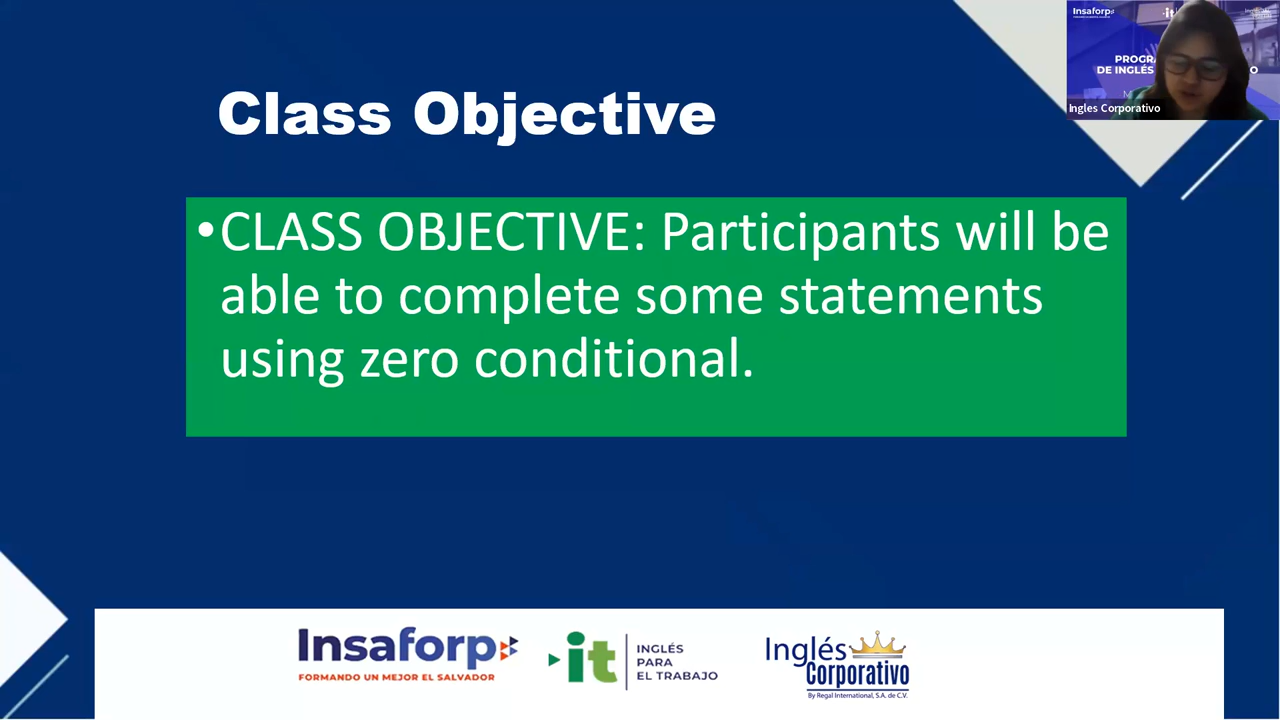 Class Objective
•CLASS OBJECTIVE: Participants will be
able to complete some statements
using zero conditional.
Insaforp
PROGR
DE INGLÉS
O
Ingles Corporativo
Insaforp
FORMANDO UN MEJOR EL SALVADOR
it
INGLÉS
PARA
EL TRABAJO
Inglés
Corporativo
By Regal International, S.A. de C.V.